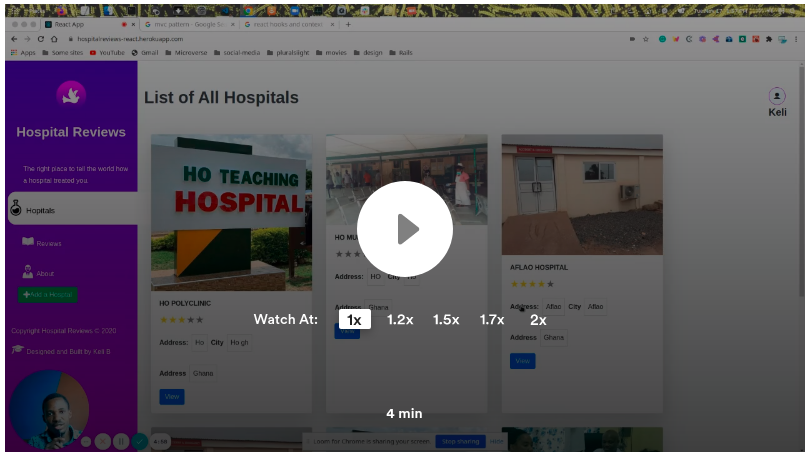 React App
mvc pattern - Google Se
react hooks and context
hospitalreviews-react.herokuapp.com
Apps Some sites YouTube Gmail Microverse social-media pluralsight movies design Rails
List of All Hospitals
Keli
Hospital Reviews
The right place to tell the world how
a hospital treated you.
Hopitals
Reviews
About
Add a Hospital
Copyright Hospital Reviews © 2020
Designed and Built by Keli B
HO TEACHING
HOSPITAL
HO POLYCLINIC
Address: Ho City Ho gh
Address Ghana
View
HO MU
Address: HO City Ho
Address Ghana
View
AFLAO HOSPITAL
Address: Aflao City Aflao
Address Ghana
View
Watch At: 1x 1.2x 1.5x 1.7x 2x
4 min
Loom for Chrome is sharing your screen. Stop sharing Hide